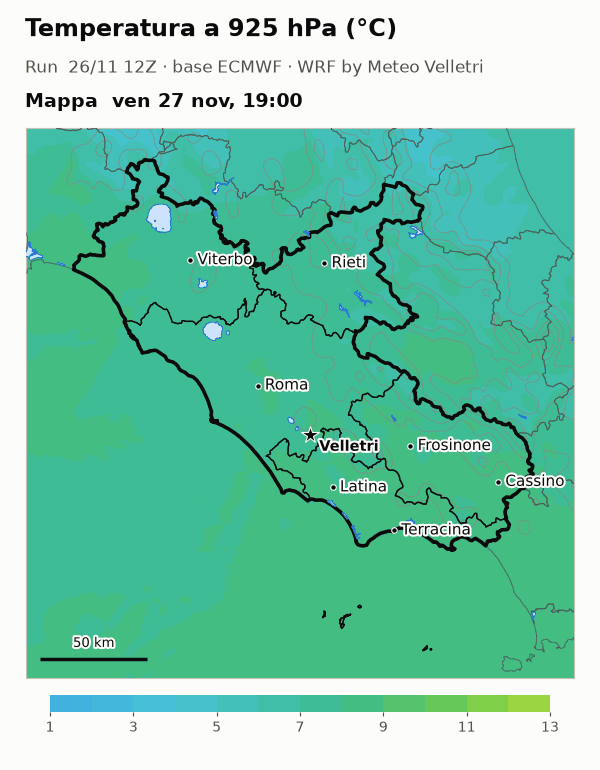 Temperatura a 925 hPa (°C)
Run  26/11 12Z · base ECMWF · WRF by Meteo Velletri
Mappa  ven 27 nov, 19:00
Viterbo
Rieti
Roma
Velletri
Frosinone
Cassino
Latina
Terracina
50 km
1 3 5 7 9 11 13